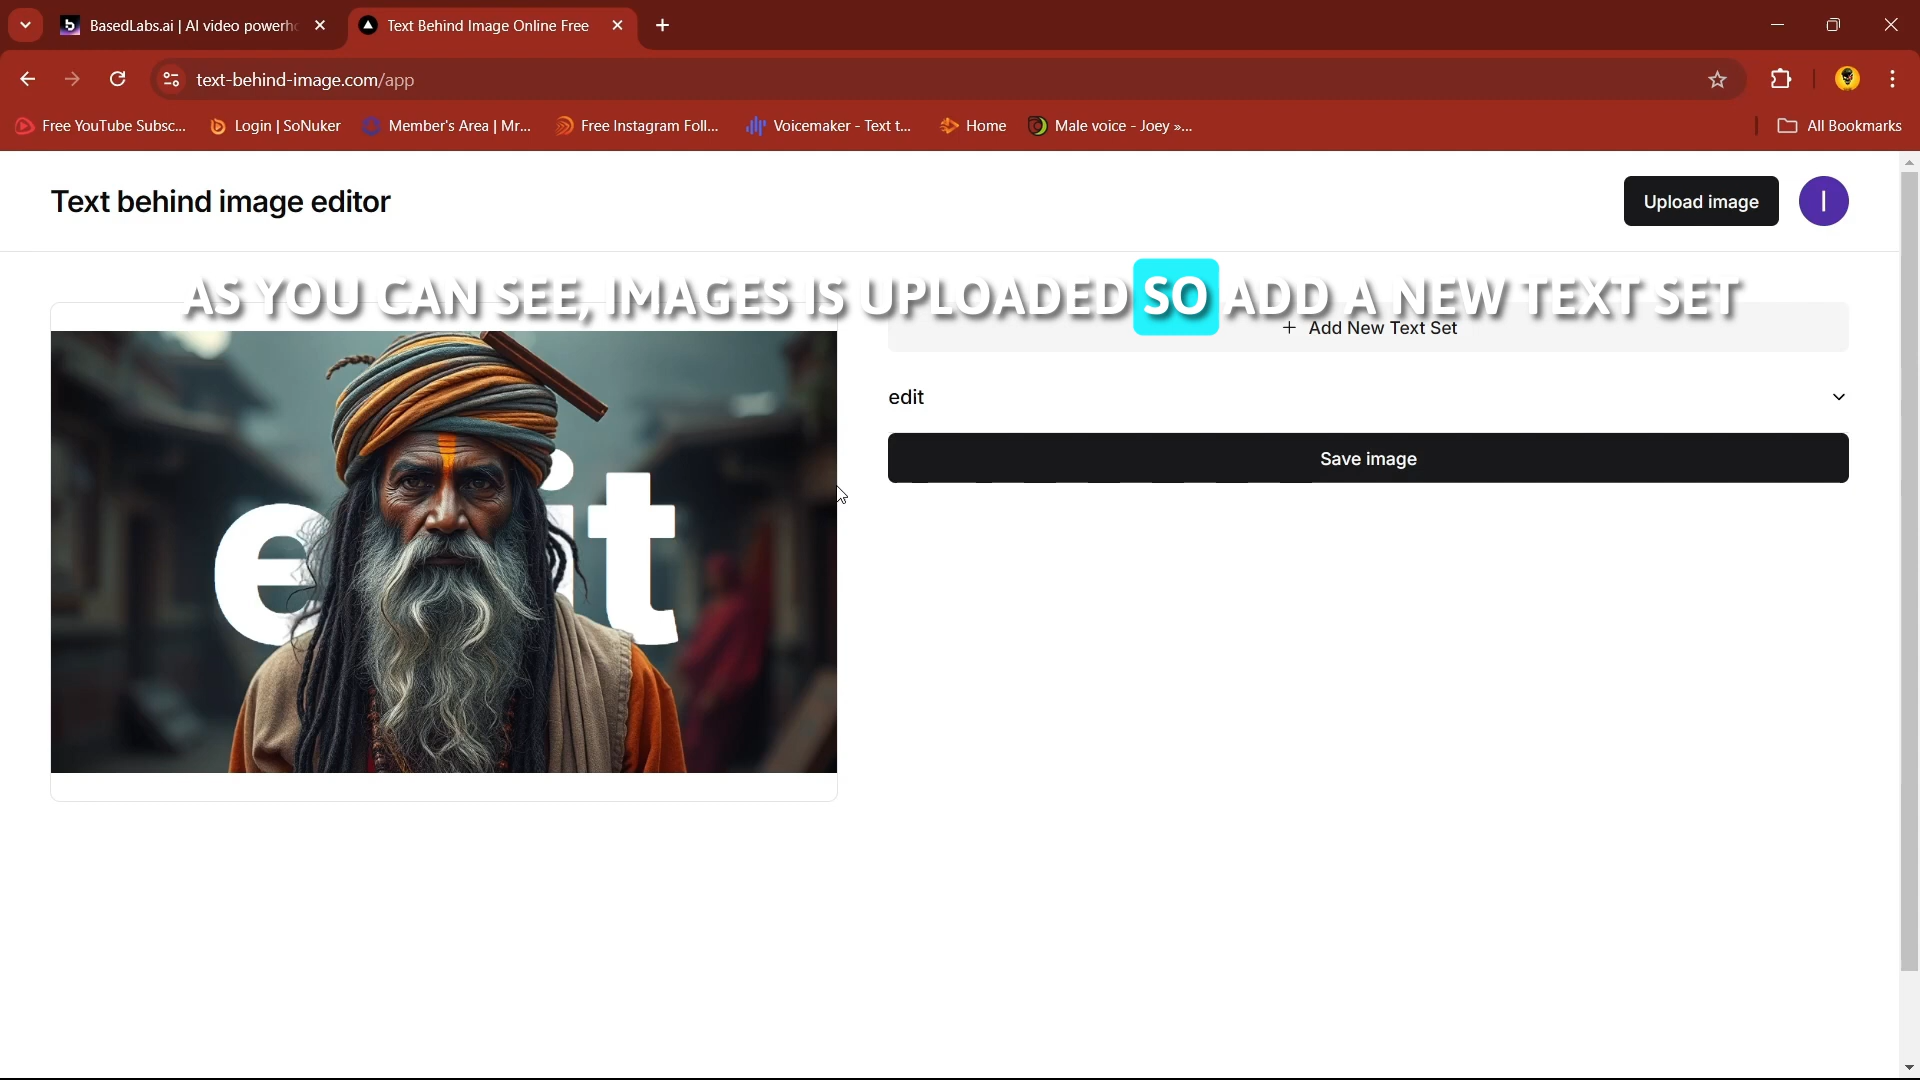 BasedLabs.ai | AI video powerh
Text Behind Image Online Free
text-behind-image.com/app
Free YouTube Subsc...
Login | SoNuker
Member's Area | Mr...
Free Instagram Foll...
Voicemaker - Text t...
Home
Male voice - Joey »...
All Bookmarks
Text behind image editor
Upload image
I
AS YOU CAN SEE, IMAGES IS UPLOADED SO ADD A NEW TEXT SET
+ Add New Text Set
edit
Save image
e it